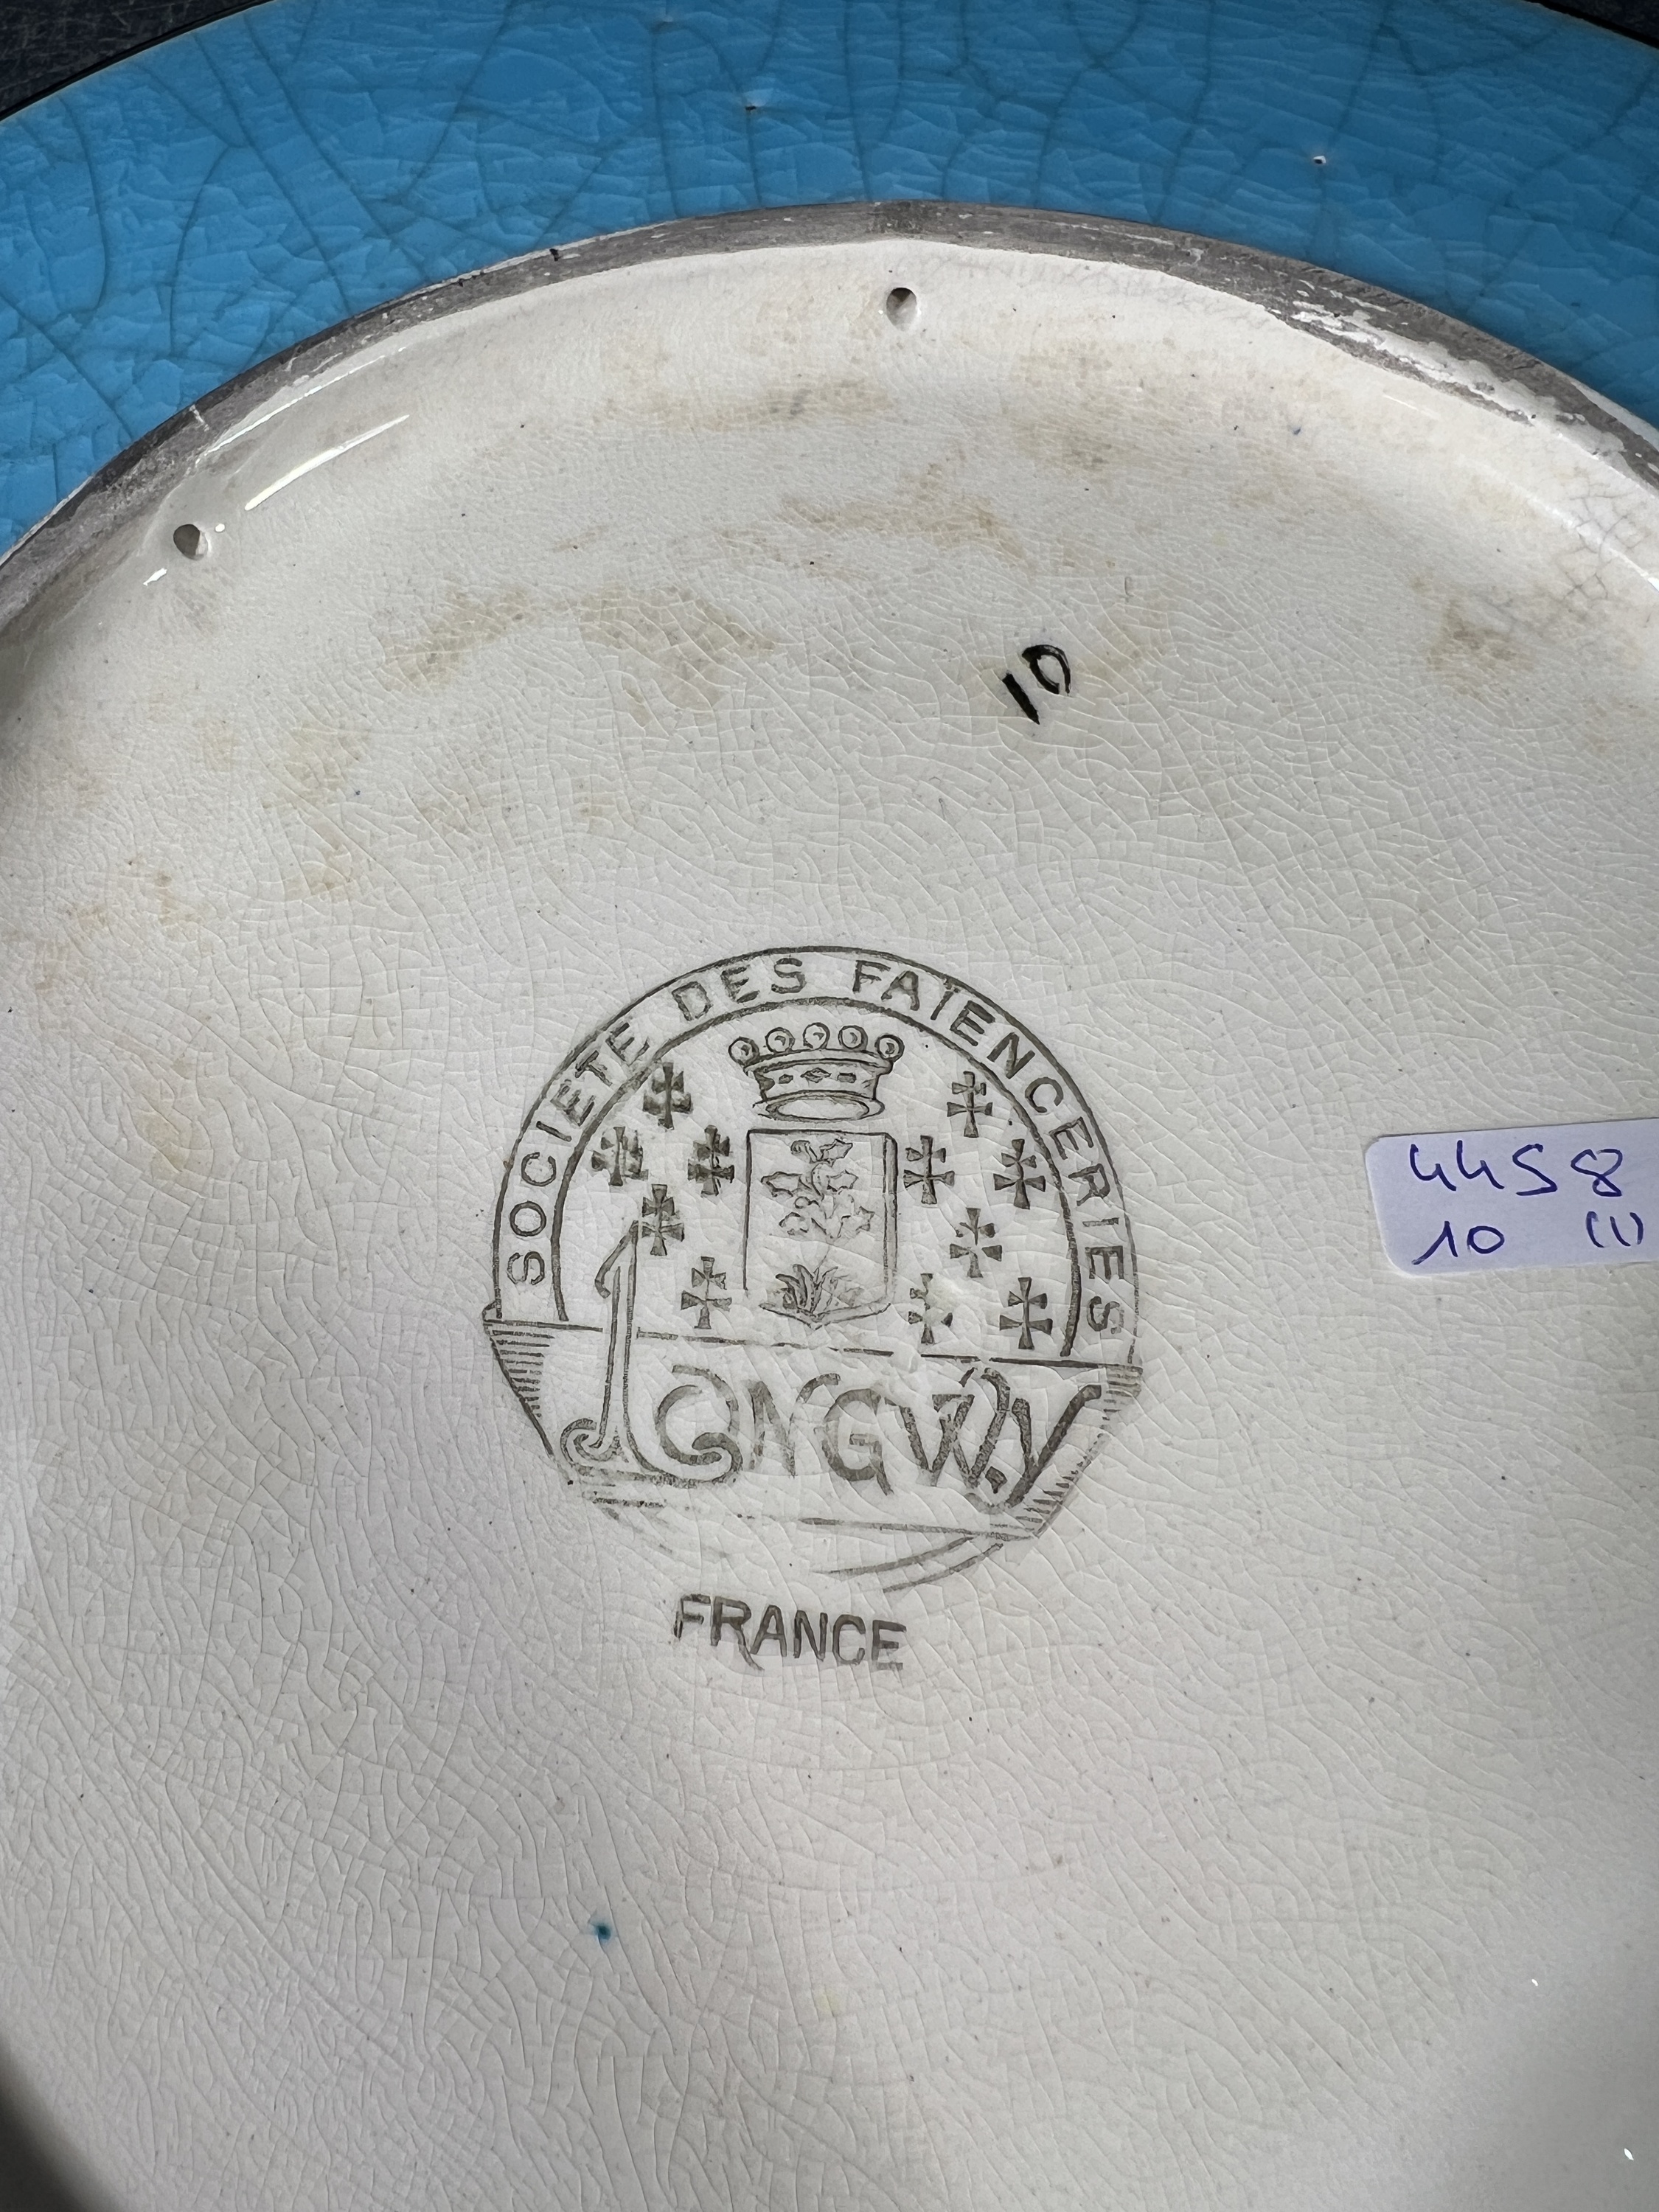 10
SOCIETE DES FAIENCERIES
LONGWY
FRANCE
4458
10 (1)